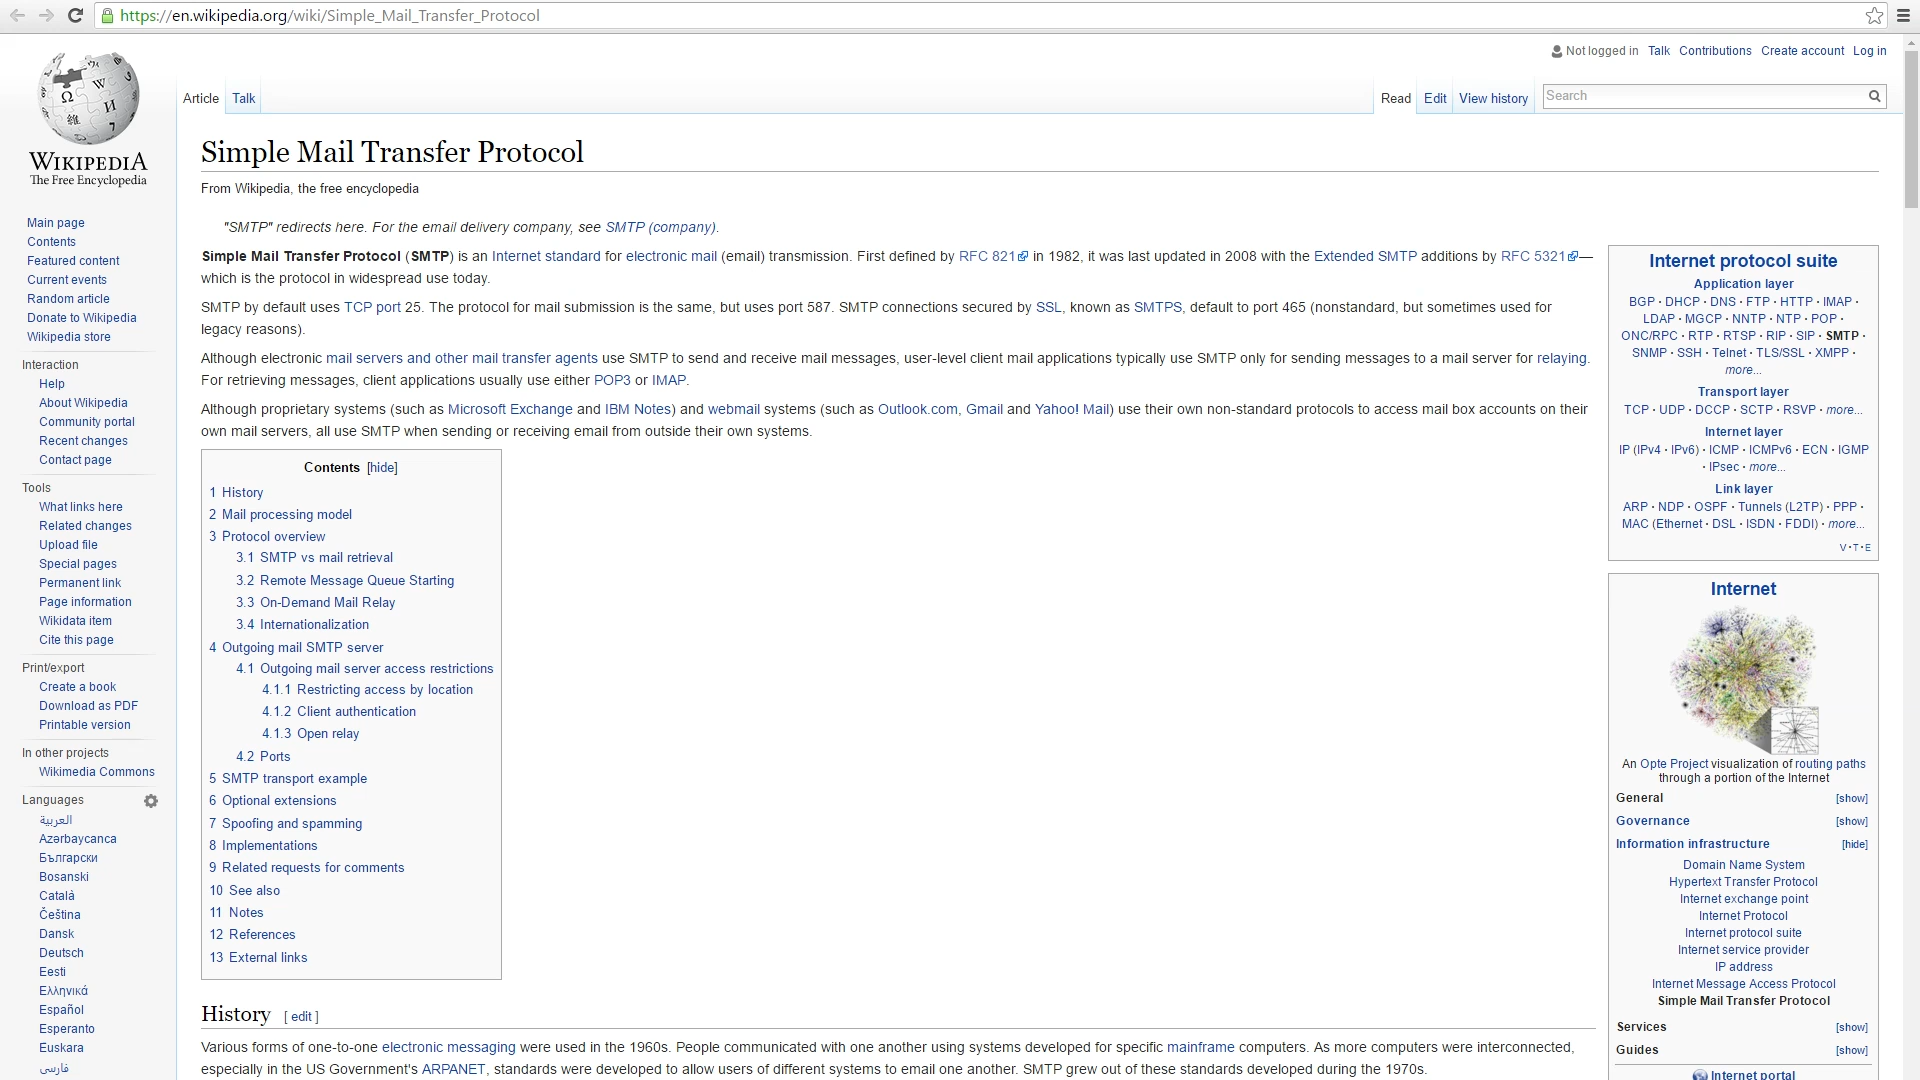 https://en.wikipedia.org/wiki/Simple_Mail_Transfer_Protocol
Not logged in Talk Contributions Create account Log in
Article Talk
Read Edit View history Search
WIKIPEDIA
The Free Encyclopedia
Main page
Contents
Featured content
Current events
Random article
Donate to Wikipedia
Wikipedia store
Interaction
Help
About Wikipedia
Community portal
Recent changes
Contact page
Tools
What links here
Related changes
Upload file
Special pages
Permanent link
Page information
Wikidata item
Cite this page
Print/export
Create a book
Download as PDF
Printable version
In other projects
Wikimedia Commons
Languages
العربية
Azərbaycanca
Български
Bosanski
Català
Čeština
Dansk
Deutsch
Eesti
Ελληνικά
Español
Esperanto
Euskara
فارسی
Simple Mail Transfer Protocol
From Wikipedia, the free encyclopedia
"SMTP" redirects here. For the email delivery company, see SMTP (company).
Simple Mail Transfer Protocol (SMTP) is an Internet standard for electronic mail (email) transmission. First defined by RFC 821 in 1982, it was last updated in 2008 with the Extended SMTP additions by RFC 5321—
which is the protocol in widespread use today.
SMTP by default uses TCP port 25. The protocol for mail submission is the same, but uses port 587. SMTP connections secured by SSL, known as SMTPS, default to port 465 (nonstandard, but sometimes used for
legacy reasons).
Although electronic mail servers and other mail transfer agents use SMTP to send and receive mail messages, user-level client mail applications typically use SMTP only for sending messages to a mail server for relaying.
For retrieving messages, client applications usually use either POP3 or IMAP.
Although proprietary systems (such as Microsoft Exchange and IBM Notes) and webmail systems (such as Outlook.com, Gmail and Yahoo! Mail) use their own non-standard protocols to access mail box accounts on their
own mail servers, all use SMTP when sending or receiving email from outside their own systems.
Contents [hide]
1 History
2 Mail processing model
3 Protocol overview
3.1 SMTP vs mail retrieval
3.2 Remote Message Queue Starting
3.3 On-Demand Mail Relay
3.4 Internationalization
4 Outgoing mail SMTP server
4.1 Outgoing mail server access restrictions
4.1.1 Restricting access by location
4.1.2 Client authentication
4.1.3 Open relay
4.2 Ports
5 SMTP transport example
6 Optional extensions
7 Spoofing and spamming
8 Implementations
9 Related requests for comments
10 See also
11 Notes
12 References
13 External links
History [ edit ]
Various forms of one-to-one electronic messaging were used in the 1960s. People communicated with one another using systems developed for specific mainframe computers. As more computers were interconnected,
especially in the US Government's ARPANET, standards were developed to allow users of different systems to email one another. SMTP grew out of these standards developed during the 1970s.
Internet protocol suite
Application layer
BGP · DHCP · DNS · FTP · HTTP · IMAP ·
LDAP · MGCP · NNTP · NTP · POP ·
ONC/RPC · RTP · RTSP · RIP · SIP · SMTP ·
SNMP · SSH · Telnet · TLS/SSL · XMPP ·
more...
Transport layer
TCP · UDP · DCCP · SCTP · RSVP · more...
Internet layer
IP (IPv4 · IPv6) · ICMP · ICMPv6 · ECN · IGMP
· IPsec · more...
Link layer
ARP · NDP · OSPF · Tunnels (L2TP) · PPP ·
MAC (Ethernet · DSL · ISDN · FDDI) · more...
V · T · E
Internet
An Opte Project visualization of routing paths
through a portion of the Internet
General [show]
Governance [show]
Information infrastructure [hide]
Domain Name System
Hypertext Transfer Protocol
Internet exchange point
Internet Protocol
Internet protocol suite
Internet service provider
IP address
Internet Message Access Protocol
Simple Mail Transfer Protocol
Services [show]
Guides [show]
Internet portal